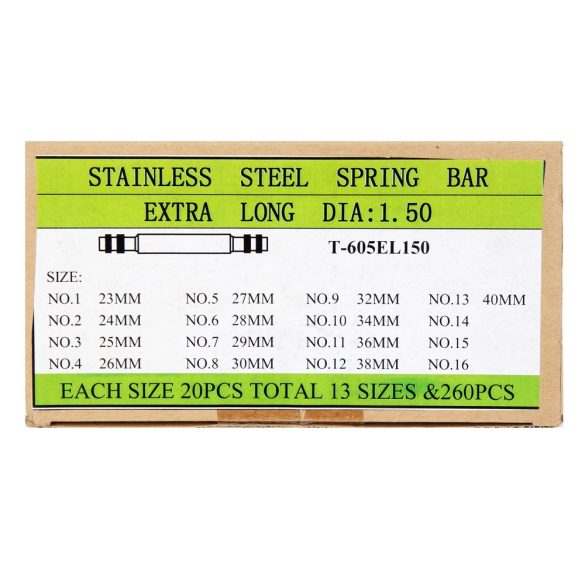 STAINLESS STEEL SPRING BAR
EXTRA LONG DIA:1.50
T-605EL150
SIZE:
NO.1 23MM NO.5 27MM NO.9 32MM NO.13 40MM
NO.2 24MM NO.6 28MM NO.10 34MM NO.14
NO.3 25MM NO.7 29MM NO.11 36MM NO.15
NO.4 26MM NO.8 30MM NO.12 38MM NO.16
EACH SIZE 20PCS TOTAL 13 SIZES &260PCS